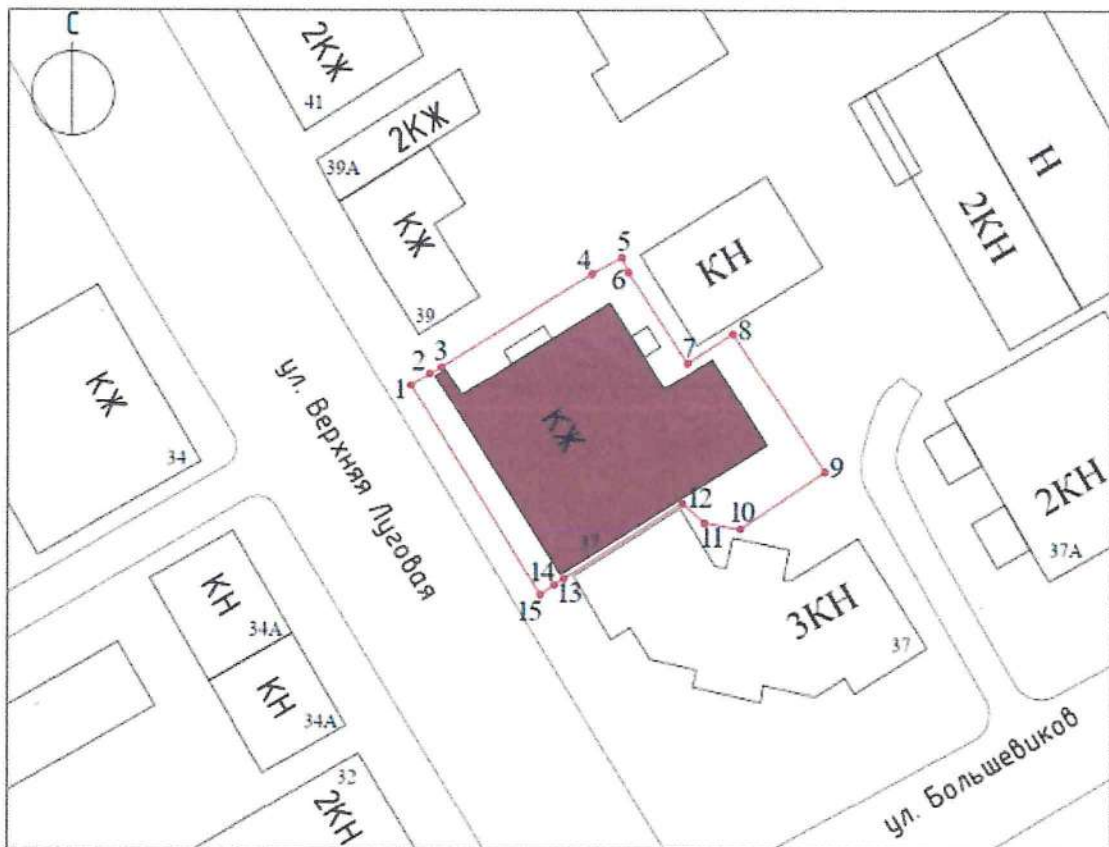 С
2КЖ
41
2КЖ
39А
КЖ
39
КН
Н
2КН
5
4
6
7
8
3
2
1
КЖ
34
ул. Верхняя Луговая
КЖ
9
12
11
10
37
14
13
15
2КН
37А
3КН
37
КН
34А
КН
34А
32
2КН
ул. Большевиков